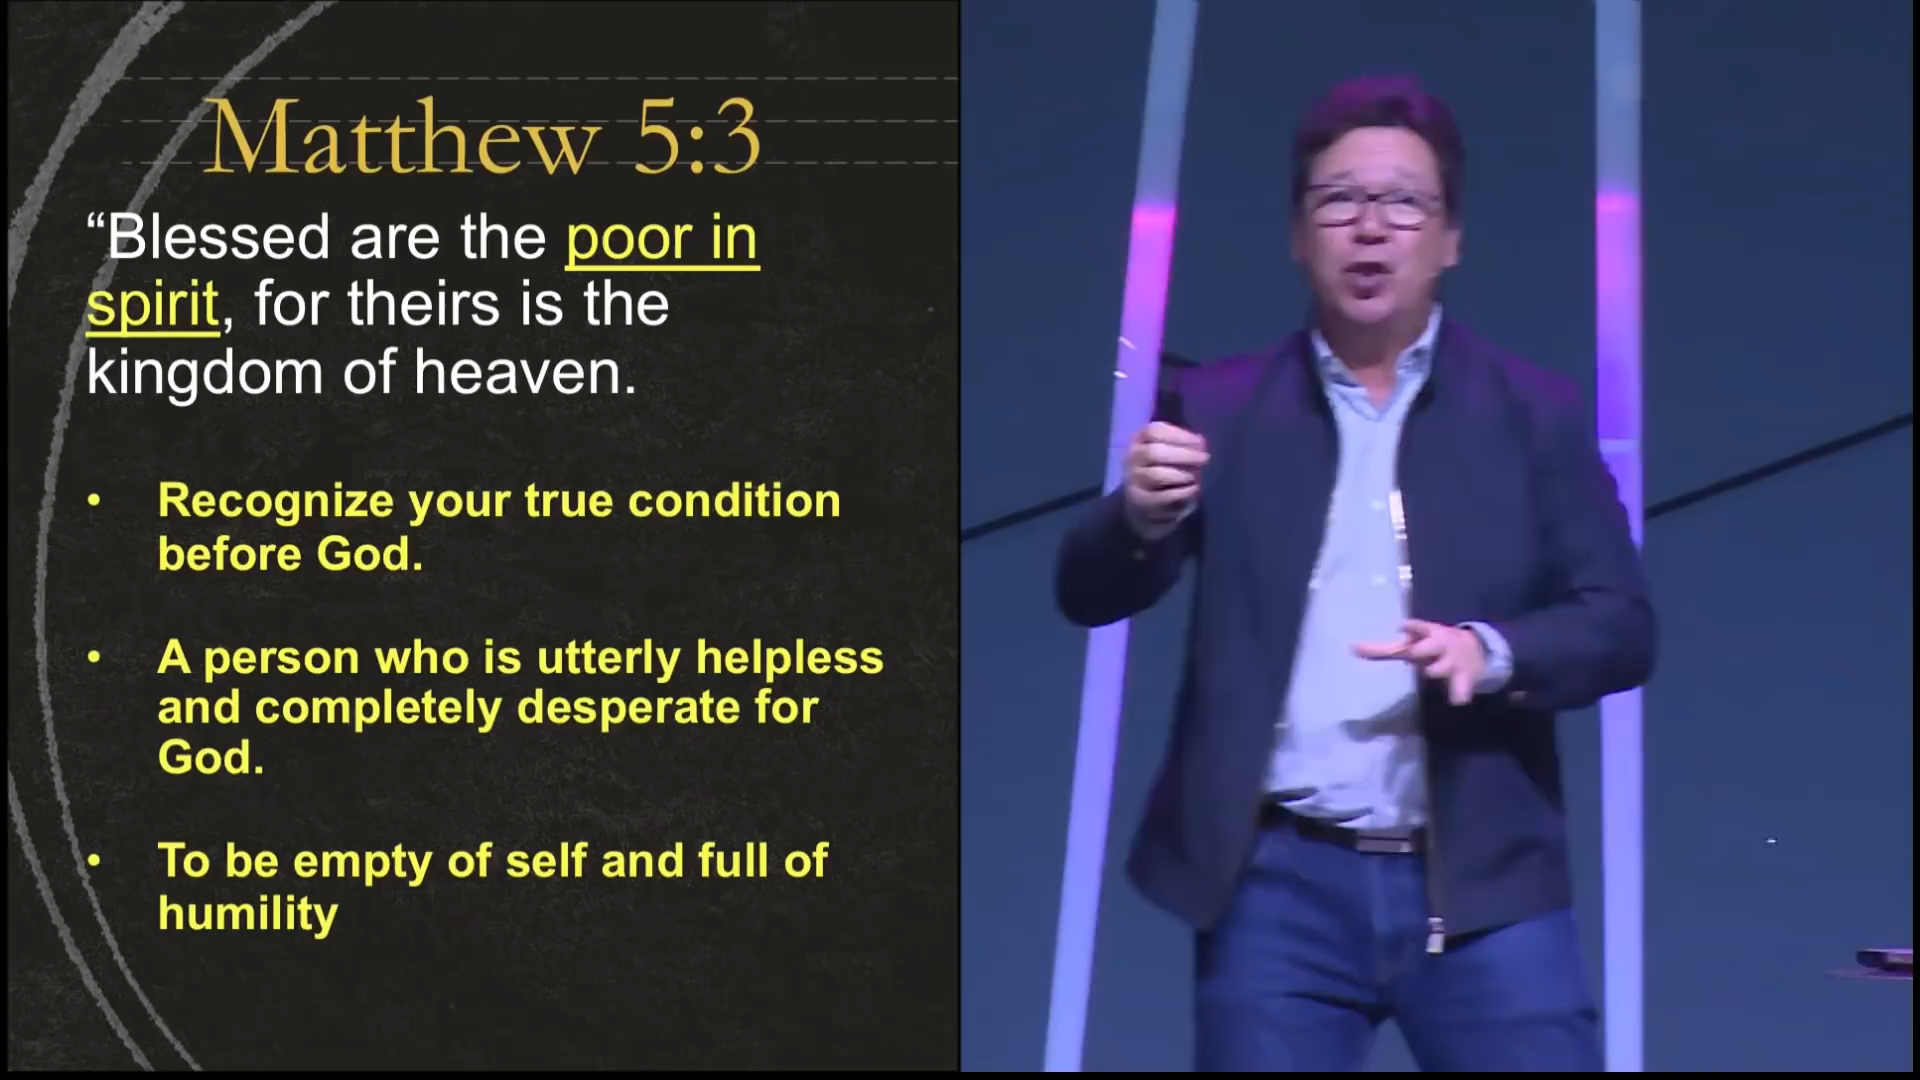 Matthew 5:3
“Blessed are the poor in
spirit, for theirs is the
kingdom of heaven.
• Recognize your true condition
before God.
• A person who is utterly helpless
and completely desperate for
God.
• To be empty of self and full of
humility